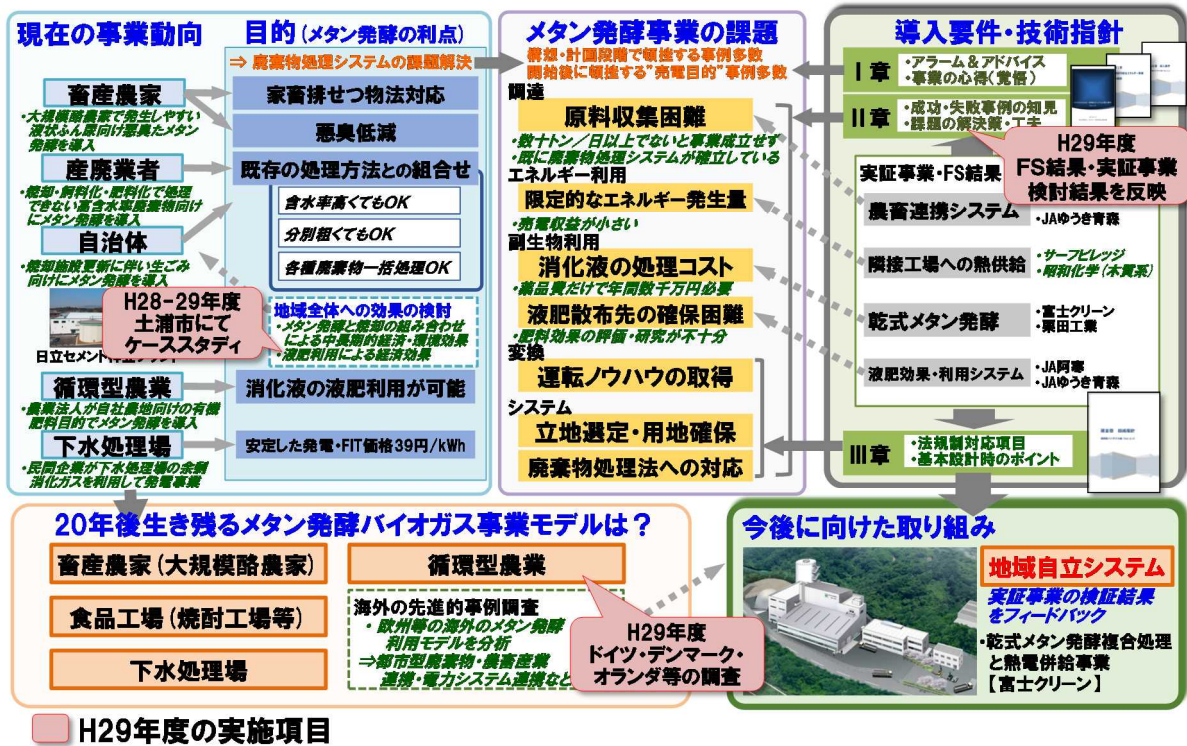 現在の事業動向
目的(メタン発酵の利点)
⇒ 廃棄物処理システムの課題解決
畜産農家
・大規模酪農家で発生しやすい
液状ふん尿向け悪臭メタン
発酵を導入
産廃業者
・焼却・飼料化・肥料化で処理
できない高含水率廃棄物向け
にメタン発酵を導入
自治体
・焼却施設更新に伴い生ごみ
向けにメタン発酵を導入
H28-29年度
土浦市にて
ケーススタディ
日立セメント
循環型農業
・農業法人が自社農地向けの有機
肥料目的でメタン発酵を導入
下水処理場
・民間企業が下水処理場の余剰
消化ガスを利用して発電事業
家畜排せつ物法対応
悪臭低減
既存の処理方法との組合せ
含水率高くてもOK
分別粗くてもOK
各種廃棄物一括処理OK
地域全体への効果の検討
・メタン発酵と焼却の組み合わせ
による中長期的経済・環境効果
・液肥利用による経済効果
消化液の液肥利用が可能
安定した発電・FIT価格39円/kWh
メタン発酵事業の課題
構想・計画段階で頓挫する事例多数
開始後に頓挫する"売電目的"事例多数
調達
原料収集困難
・数十トン/日以上でないと事業成立せず
・既に廃棄物処理システムが確立している
エネルギー利用
限定的なエネルギー発生量
・売電収益が小さい
副生物利用
消化液の処理コスト
・薬品費だけで年間数千万円必要
液肥散布先の確保困難
・肥料効果の評価・研究が不十分
変換
運転ノウハウの取得
システム
立地選定・用地確保
廃棄物処理法への対応
導入要件・技術指針
Ⅰ章
・アラーム&アドバイス
・事業の心得(覚悟)
Ⅱ章
・成功・失敗事例の知見
・課題の解決策・工夫
H29年度
FS結果・実証事業
検討結果を反映
実証事業・FS結果
農畜連携システム
・JAゆうき青森
隣接工場への熱供給
・サーフビレッジ
・昭和化学(木質系)
乾式メタン発酵
・富士クリーン
・栗田工業
液肥効果・利用システム
・JA阿寒
・JAゆうき青森
Ⅲ章
・法規制対応項目
・基本設計時のポイント
20年後生き残るメタン発酵バイオガス事業モデルは?
畜産農家(大規模酪農家)
食品工場(焼酎工場等)
下水処理場
循環型農業
海外の先進的事例調査
・欧州等の海外のメタン発酵
利用モデルを分析
⇒都市型廃棄物・農畜産業
連携・電力システム連携など
H29年度
ドイツ・デンマーク・
オランダ等の調査
今後に向けた取り組み
地域自立システム
実証事業の検証結果
をフィードバック
・乾式メタン発酵複合処理
と熱電併給事業
【富士クリーン】
H29年度の実施項目